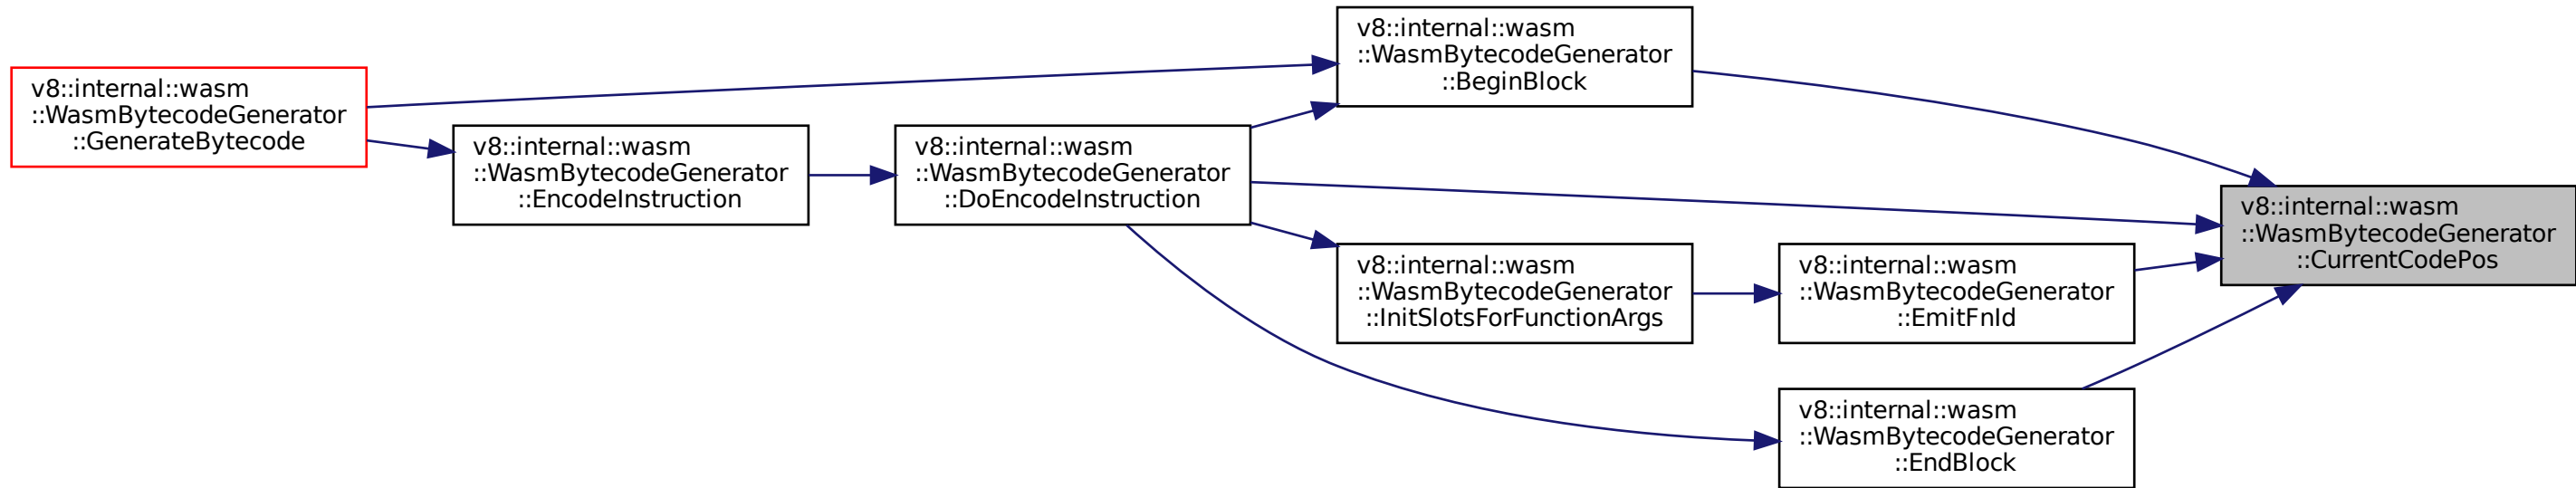 v8::internal::wasm
::WasmBytecodeGenerator
::GenerateBytecode
v8::internal::wasm
::WasmBytecodeGenerator
::EncodeInstruction
v8::internal::wasm
::WasmBytecodeGenerator
::DoEncodeInstruction
v8::internal::wasm
::WasmBytecodeGenerator
::BeginBlock
v8::internal::wasm
::WasmBytecodeGenerator
::InitSlotsForFunctionArgs
v8::internal::wasm
::WasmBytecodeGenerator
::EmitFnId
v8::internal::wasm
::WasmBytecodeGenerator
::EndBlock
v8::internal::wasm
::WasmBytecodeGenerator
::CurrentCodePos